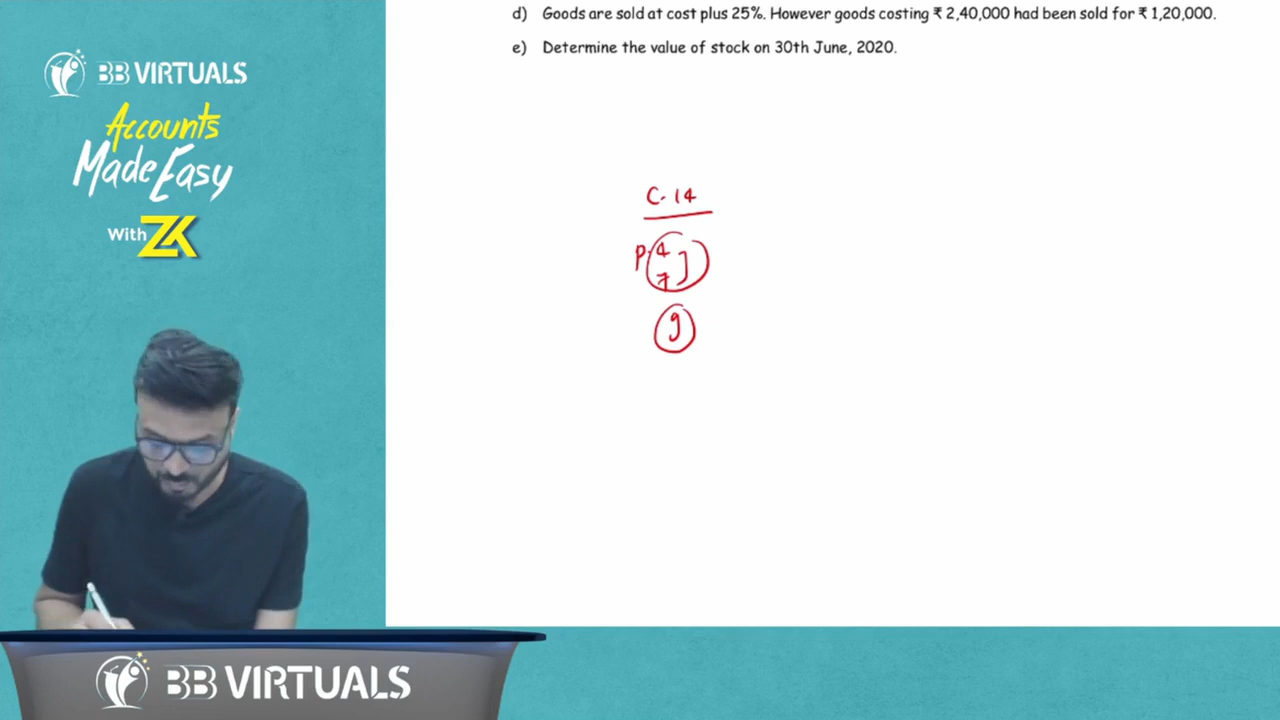 d) Goods are sold at cost plus 25%. However goods costing ₹ 2,40,000 had been sold for ₹ 1,20,000.
e) Determine the value of stock on 30th June, 2020.
BB VIRTUALS
Accounts
Made Easy
With ZK
C. 14
P. 4
7
9
BB VIRTUALS